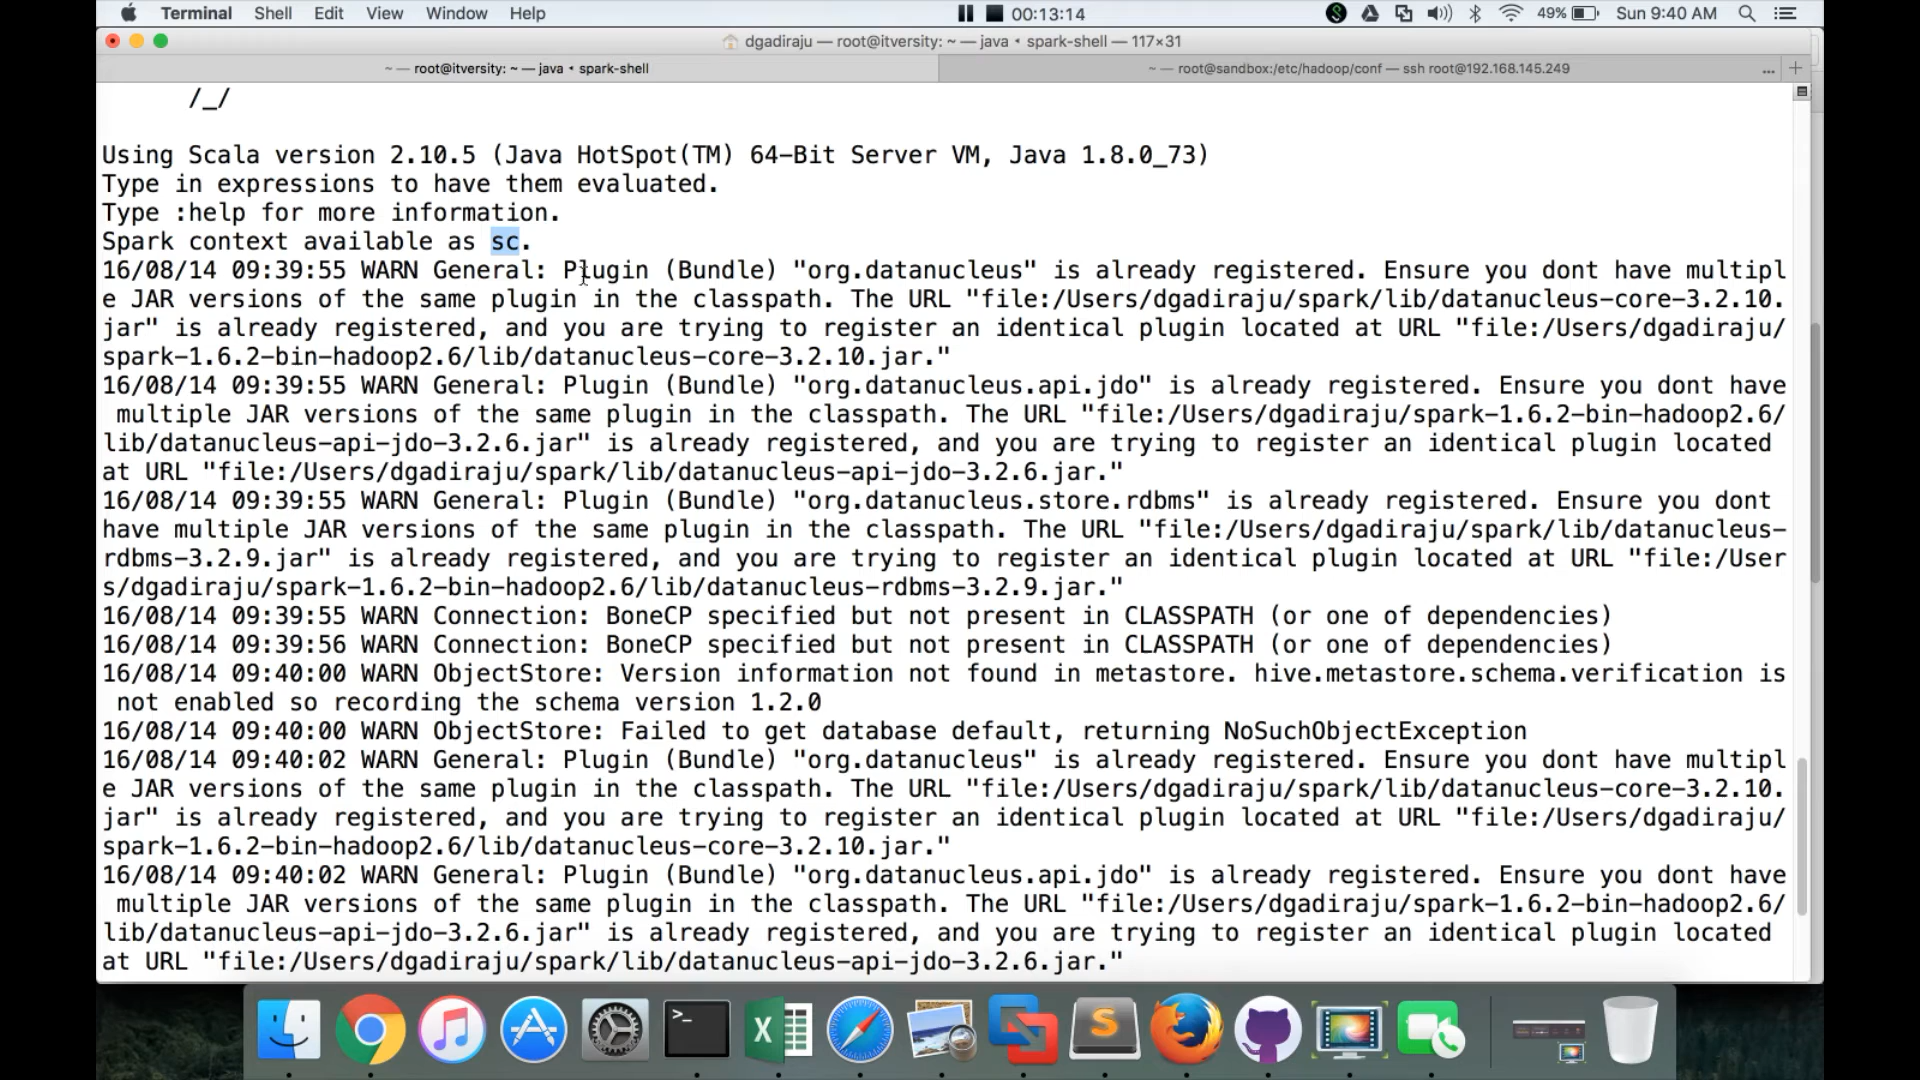 Terminal Shell Edit View Window Help 00:13:14 49% Sun 9:40 AM
dgadiraju — root@itversity: ~ — java • spark-shell — 117×31
~ — root@itversity: ~ — java • spark-shell ~ — root@sandbox:/etc/hadoop/conf — ssh root@192.168.145.249 ... +
/_/
Using Scala version 2.10.5 (Java HotSpot(TM) 64-Bit Server VM, Java 1.8.0_73)
Type in expressions to have them evaluated.
Type :help for more information.
Spark context available as sc.
16/08/14 09:39:55 WARN General: Plugin (Bundle) "org.datanucleus" is already registered. Ensure you dont have multipl
e JAR versions of the same plugin in the classpath. The URL "file:/Users/dgadiraju/spark/lib/datanucleus-core-3.2.10.
jar" is already registered, and you are trying to register an identical plugin located at URL "file:/Users/dgadiraju/
spark-1.6.2-bin-hadoop2.6/lib/datanucleus-core-3.2.10.jar."
16/08/14 09:39:55 WARN General: Plugin (Bundle) "org.datanucleus.api.jdo" is already registered. Ensure you dont have
 multiple JAR versions of the same plugin in the classpath. The URL "file:/Users/dgadiraju/spark-1.6.2-bin-hadoop2.6/
lib/datanucleus-api-jdo-3.2.6.jar" is already registered, and you are trying to register an identical plugin located
at URL "file:/Users/dgadiraju/spark/lib/datanucleus-api-jdo-3.2.6.jar."
16/08/14 09:39:55 WARN General: Plugin (Bundle) "org.datanucleus.store.rdbms" is already registered. Ensure you dont
have multiple JAR versions of the same plugin in the classpath. The URL "file:/Users/dgadiraju/spark/lib/datanucleus-
rdbms-3.2.9.jar" is already registered, and you are trying to register an identical plugin located at URL "file:/User
s/dgadiraju/spark-1.6.2-bin-hadoop2.6/lib/datanucleus-rdbms-3.2.9.jar."
16/08/14 09:39:55 WARN Connection: BoneCP specified but not present in CLASSPATH (or one of dependencies)
16/08/14 09:39:56 WARN Connection: BoneCP specified but not present in CLASSPATH (or one of dependencies)
16/08/14 09:40:00 WARN ObjectStore: Version information not found in metastore. hive.metastore.schema.verification is
 not enabled so recording the schema version 1.2.0
16/08/14 09:40:00 WARN ObjectStore: Failed to get database default, returning NoSuchObjectException
16/08/14 09:40:02 WARN General: Plugin (Bundle) "org.datanucleus" is already registered. Ensure you dont have multipl
e JAR versions of the same plugin in the classpath. The URL "file:/Users/dgadiraju/spark/lib/datanucleus-core-3.2.10.
jar" is already registered, and you are trying to register an identical plugin located at URL "file:/Users/dgadiraju/
spark-1.6.2-bin-hadoop2.6/lib/datanucleus-core-3.2.10.jar."
16/08/14 09:40:02 WARN General: Plugin (Bundle) "org.datanucleus.api.jdo" is already registered. Ensure you dont have
 multiple JAR versions of the same plugin in the classpath. The URL "file:/Users/dgadiraju/spark-1.6.2-bin-hadoop2.6/
lib/datanucleus-api-jdo-3.2.6.jar" is already registered, and you are trying to register an identical plugin located
at URL "file:/Users/dgadiraju/spark/lib/datanucleus-api-jdo-3.2.6.jar."